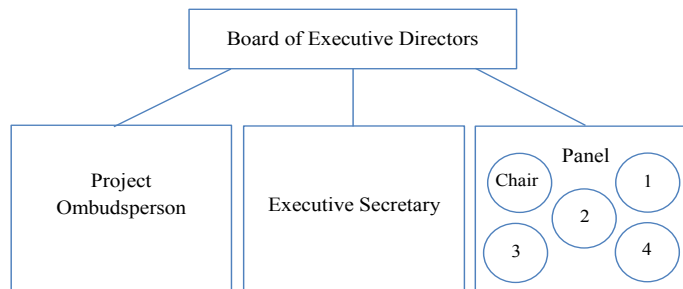 Board of Executive Directors
Project
Ombudsperson
Executive Secretary
Panel
Chair
1
2
3
4